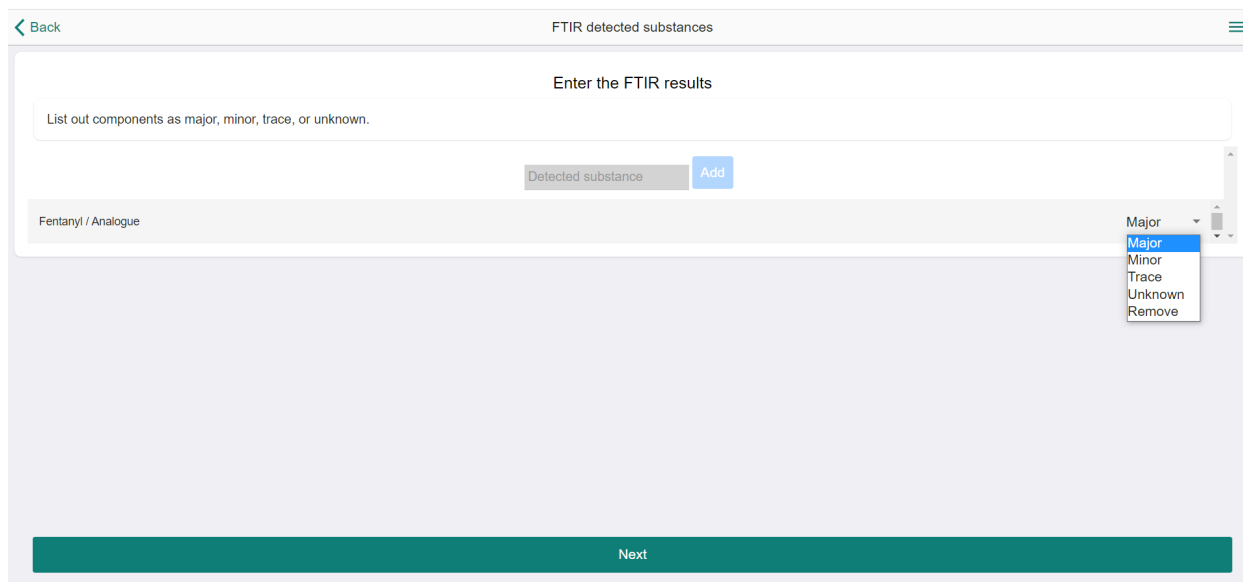 Back
FTIR detected substances
Enter the FTIR results
List out components as major, minor, trace, or unknown.
Detected substance
Add
Fentanyl / Analogue
Major
Major
Minor
Trace
Unknown
Remove
Next